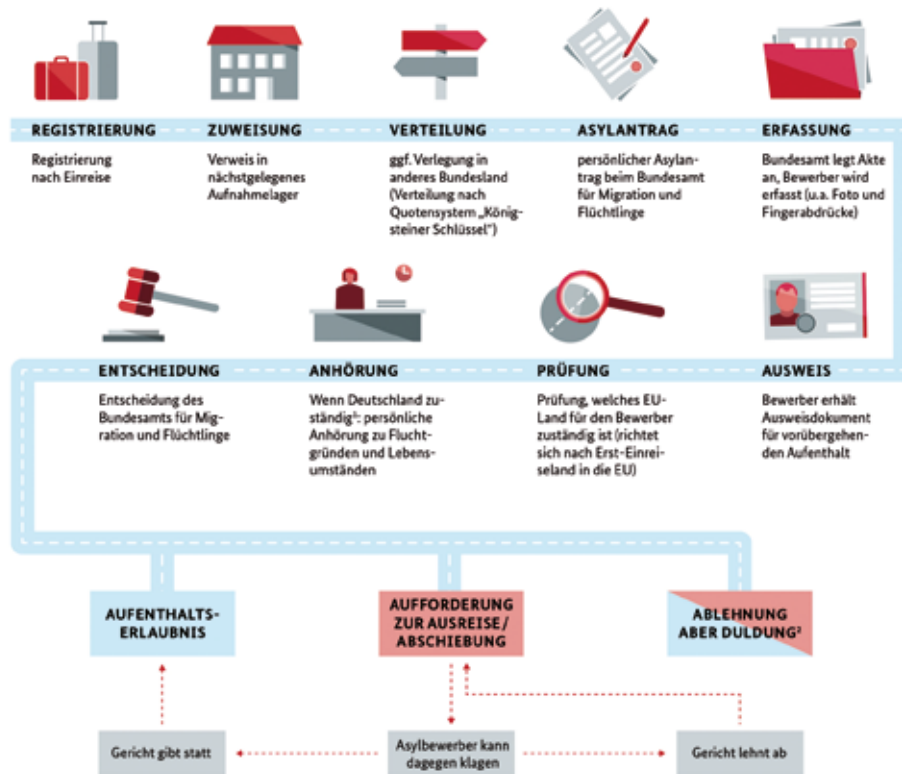 REGISTRIERUNG
Registrierung
nach Einreise
ZUWEISUNG
Verweis in
nächstgelegenes
Aufnahmelager
VERTEILUNG
ggf. Verlegung in
anderes Bundesland
(Verteilung nach
Quotensystem „König-
steiner Schlüssel“)
ASYLANTRAG
persönlicher Asylan-
trag beim Bundesamt
für Migration und
Flüchtlinge
ERFASSUNG
Bundesamt legt Akte
an, Bewerber wird
erfasst (u.a. Foto und
Fingerabdrücke)
ENTSCHEIDUNG
Entscheidung des
Bundesamts für Mig-
ration und Flüchtlinge
ANHÖRUNG
Wenn Deutschland zu-
ständig¹: persönliche
Anhörung zu Flucht-
gründen und Lebens-
umständen
PRÜFUNG
Prüfung, welches EU-
Land für den Bewerber
zuständig ist (richtet
sich nach Erst-Einrei-
seland in die EU)
AUSWEIS
Bewerber erhält
Ausweisdokument
für vorübergehen-
den Aufenthalt
AUFENTHALTS-
ERLAUBNIS
AUFFORDERUNG
ZUR AUSREISE/
ABSCHIEBUNG
ABLEHNUNG
ABER DULDUNG²
Gericht gibt statt
Asylbewerber kann
dagegen klagen
Gericht lehnt ab